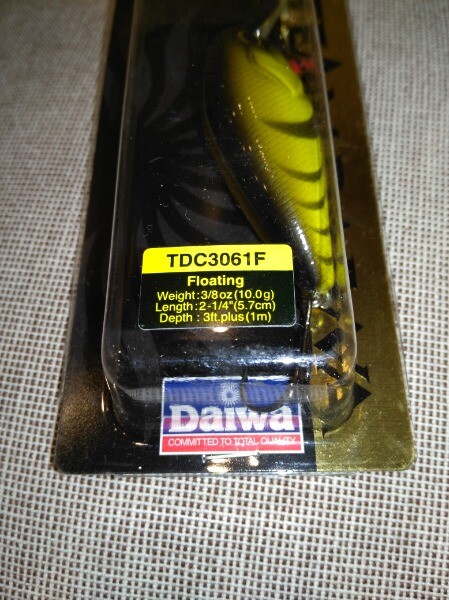 TDC3061F
Floating
Weight:3/8oz(10.0g)
Length:2-1/4"(5.7cm)
Depth : 3ft.plus(1m)
Daiwa
COMMITTED TO TOTAL QUALITY